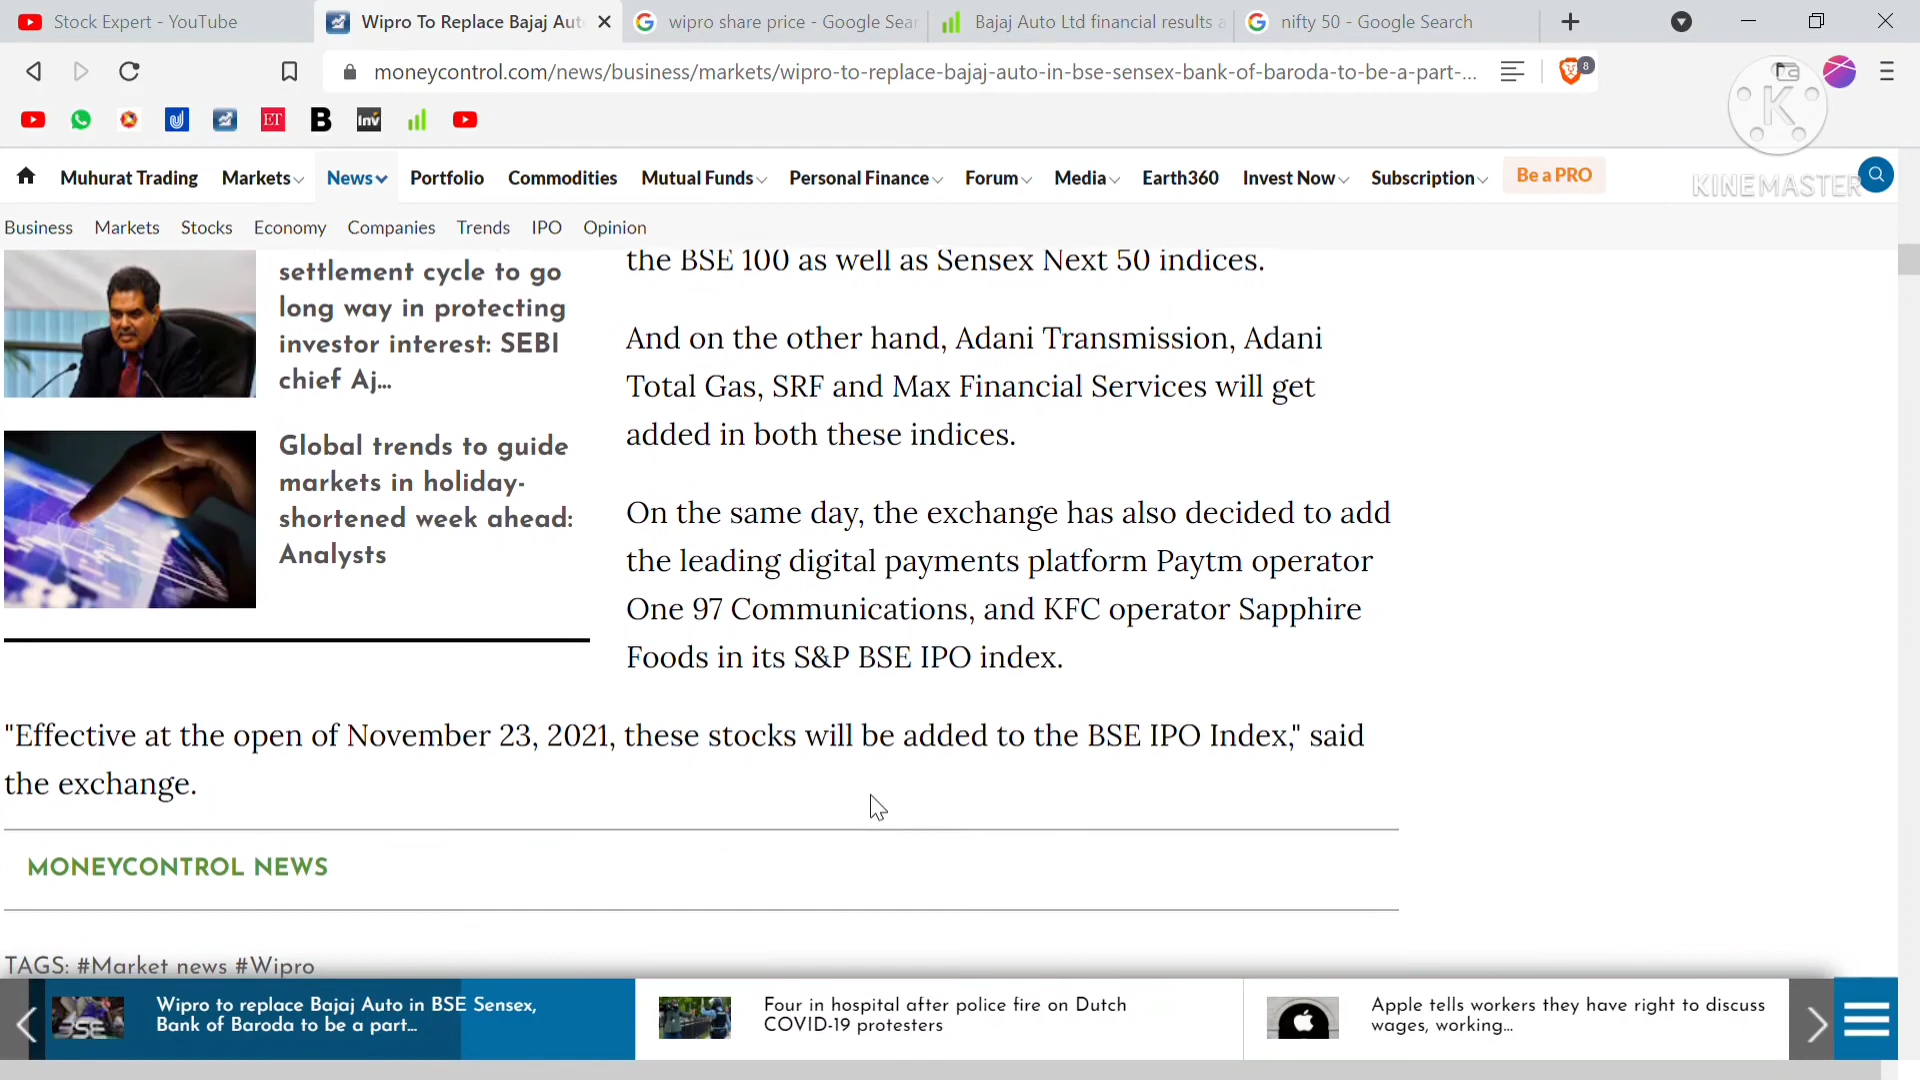 Stock Expert - YouTube
Wipro To Replace Bajaj Aut
wipro share price - Google Sear
Bajaj Auto Ltd financial results a
nifty 50 - Google Search
moneycontrol.com/news/business/markets/wipro-to-replace-bajaj-auto-in-bse-sensex-bank-of-baroda-to-be-a-part-...
8
K
ET
B
Inv
KINEMASTER
Muhurat Trading
Markets
News
Portfolio
Commodities
Mutual Funds
Personal Finance
Forum
Media
Earth360
Invest Now
Subscription
Be a PRO
Business
Markets
Stocks
Economy
Companies
Trends
IPO
Opinion
settlement cycle to go
long way in protecting
investor interest: SEBI
chief Aj...
Global trends to guide
markets in holiday-
shortened week ahead:
Analysts
the BSE 100 as well as Sensex Next 50 indices.
And on the other hand, Adani Transmission, Adani
Total Gas, SRF and Max Financial Services will get
added in both these indices.
On the same day, the exchange has also decided to add
the leading digital payments platform Paytm operator
One 97 Communications, and KFC operator Sapphire
Foods in its S&P BSE IPO index.
"Effective at the open of November 23, 2021, these stocks will be added to the BSE IPO Index," said
the exchange.
MONEYCONTROL NEWS
TAGS: #Market news #Wipro
BSE
Wipro to replace Bajaj Auto in BSE Sensex,
Bank of Baroda to be a part...
Four in hospital after police fire on Dutch
COVID-19 protesters
Apple tells workers they have right to discuss
wages, working...